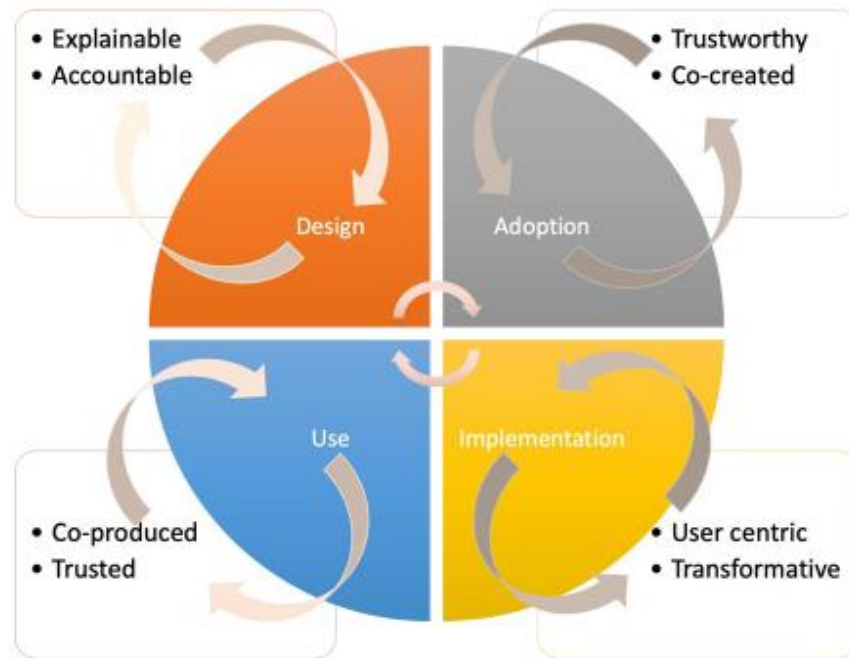 • Explainable
• Accountable
• Trustworthy
• Co-created
Design
Adoption
Use
Implementation
• Co-produced
• Trusted
• User centric
• Transformative